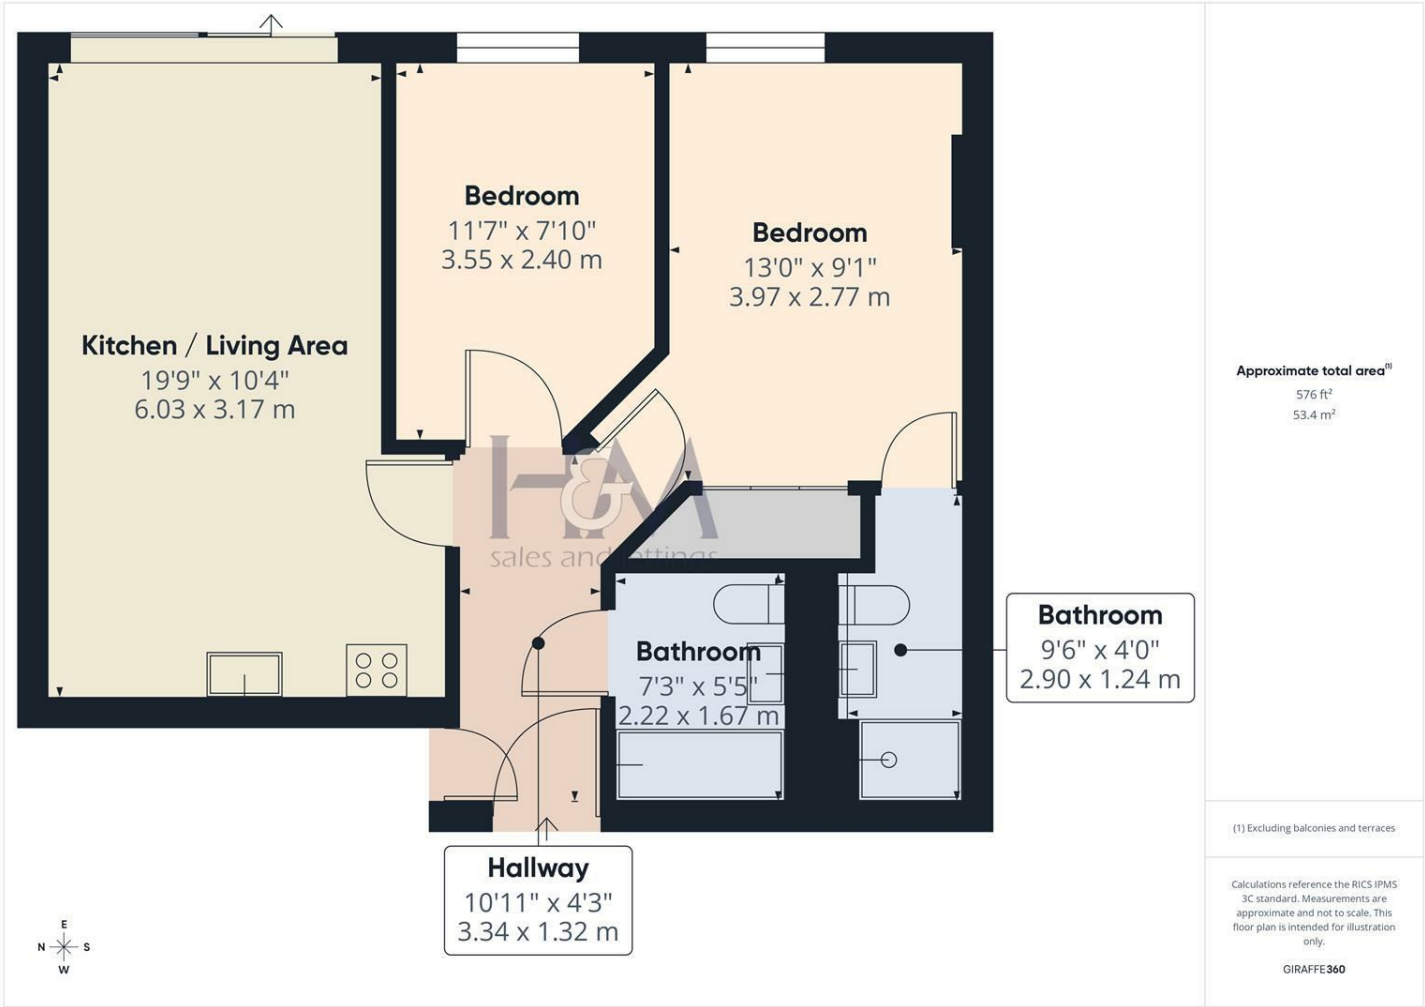 Bedroom
11'7" x 7'10"
3.55 x 2.40 m
Bedroom
13'0" x 9'1"
3.97 x 2.77 m
Kitchen / Living Area
19'9" x 10'4"
6.03 x 3.17 m
H&M
sales and lettings
Bathroom
7'3" x 5'5"
2.22 x 1.67 m
Bathroom
9'6" x 4'0"
2.90 x 1.24 m
Hallway
10'11" x 4'3"
3.34 x 1.32 m
E
N S
W
Approximate total area(1)
576 ft²
53.4 m²
(1) Excluding balconies and terraces
Calculations reference the RICS IPMS
3C standard. Measurements are
approximate and not to scale. This
floor plan is intended for illustration
only.
GIRAFFE360